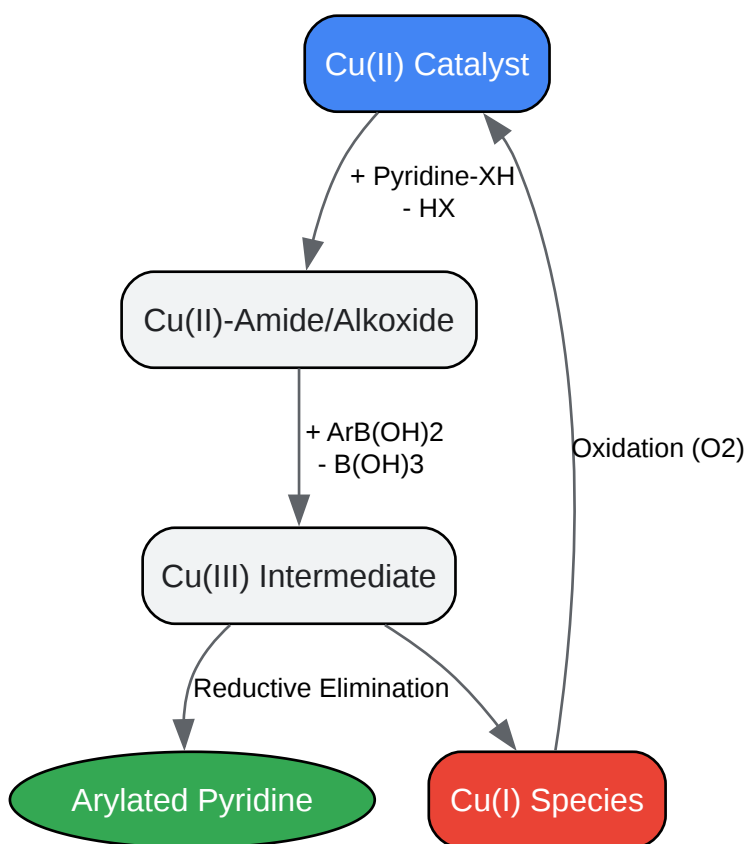 Cu(II) Catalyst
+ Pyridine-XH
- HX
Cu(II)-Amide/Alkoxide
+ ArB(OH)2
- B(OH)3
Oxidation (O2)
Cu(III) Intermediate
Reductive Elimination
Arylated Pyridine
Cu(I) Species